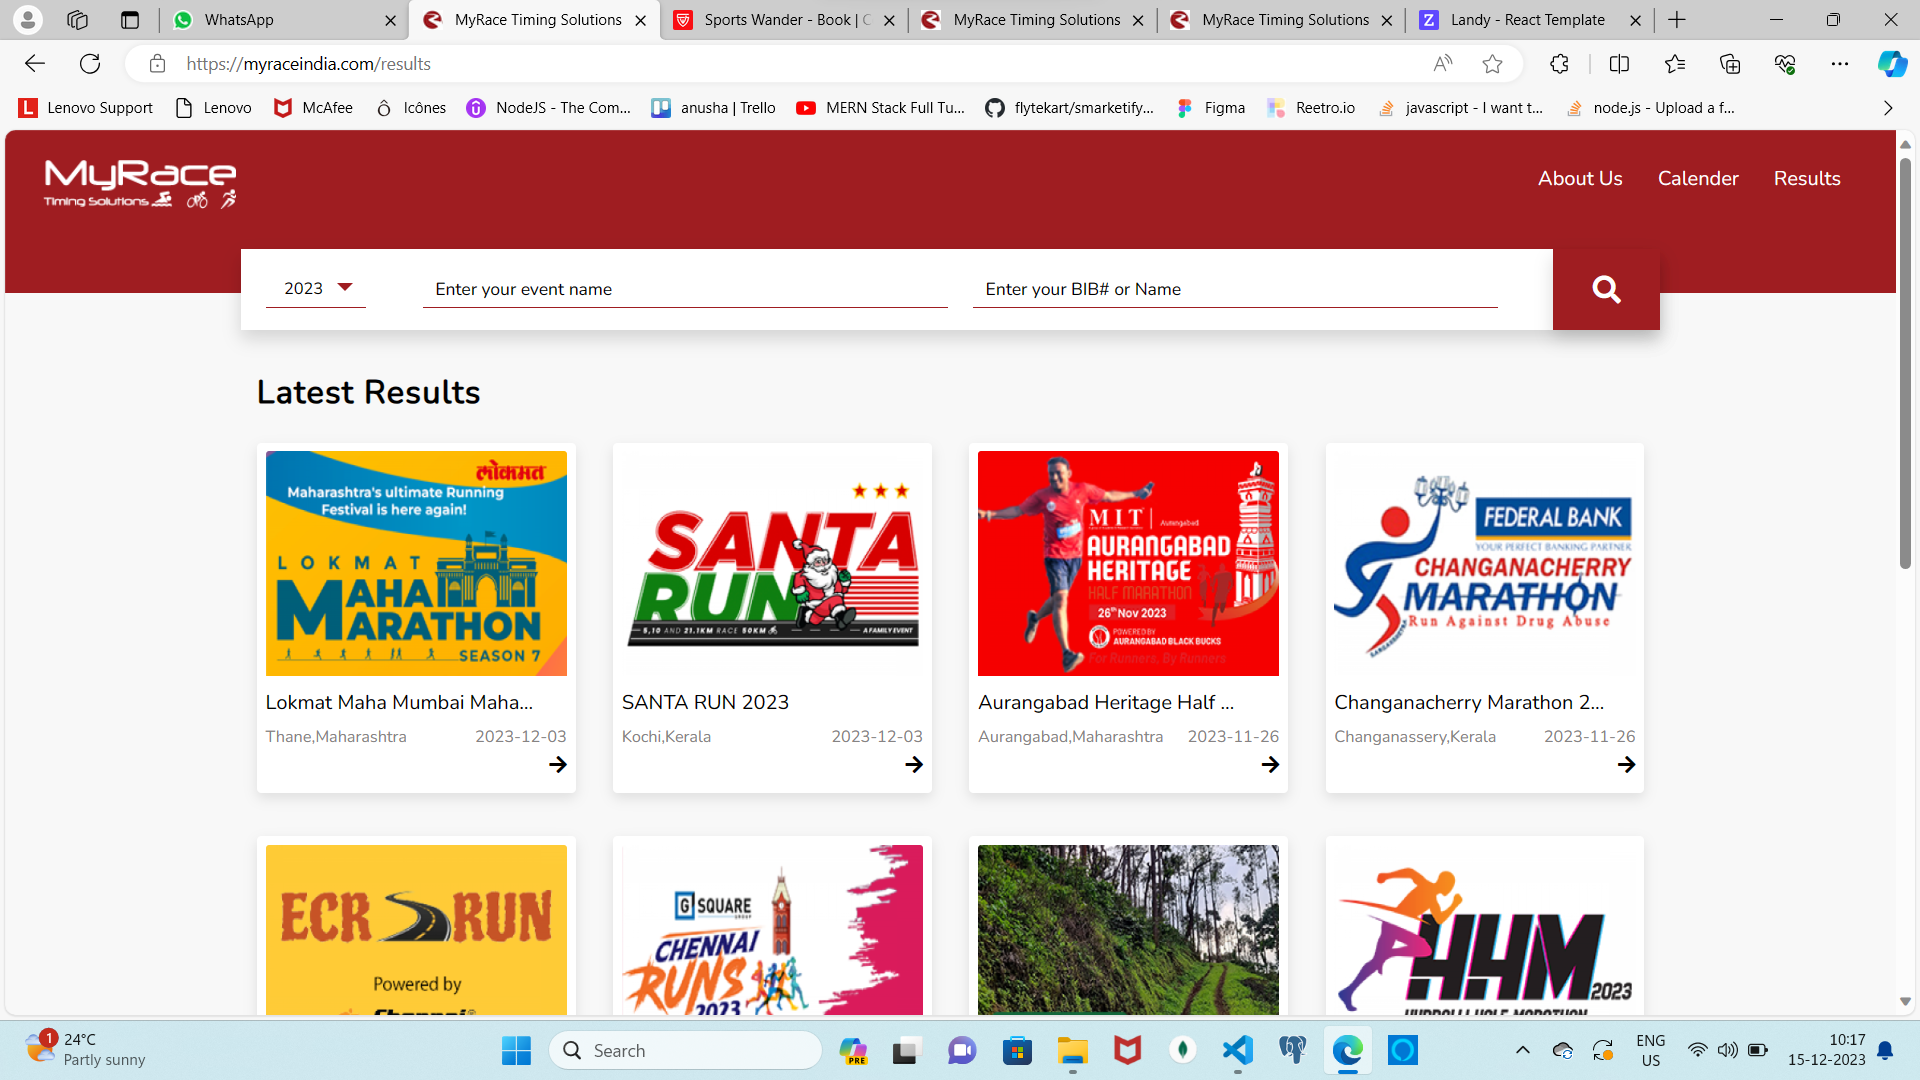 WhatsApp
MyRace Timing Solutions
Sports Wander - Book | C
MyRace Timing Solutions
MyRace Timing Solutions
Landy - React Template
https://myraceindia.com/results
Lenovo Support
Lenovo
McAfee
Icônes
NodeJS - The Com...
anusha | Trello
MERN Stack Full Tu...
flytekart/smarketify...
Figma
Reetro.io
javascript - I want t...
node.js - Upload a f...
MyRace
Timing Solutions
About Us
Calender
Results
2023
Enter your event name
Enter your BIB# or Name
Latest Results
लोकमत
Maharashtra's ultimate Running
Festival is here again!
LOKMAT
MAHA
MARATHON
SEASON 7
Lokmat Maha Mumbai Maha...
Thane,Maharashtra
2023-12-03
SANTA
RUN
5,10 AND 21.1KM RACE 50KM
A FAMILY EVENT
SANTA RUN 2023
Kochi,Kerala
2023-12-03
MIT
Aurangabad
AURANGABAD
HERITAGE
HALF MARATHON
26th Nov 2023
POWERED BY
AURANGABAD BLACK BUCKS
For Runners, By Runners
Aurangabad Heritage Half ...
Aurangabad,Maharashtra
2023-11-26
FEDERAL BANK
YOUR PERFECT BANKING PARTNER
CHANGANACHERRY
MARATHON
Run Against Drug Abuse
Changanacherry Marathon 2...
Changanassery,Kerala
2023-11-26
ECR RUN
Powered by
G SQUARE
GROUP
CHENNAI
RUNS
2023
HHM
2023
1
24°C
Partly sunny
Search
PRE
ENG
US
10:17
15-12-2023